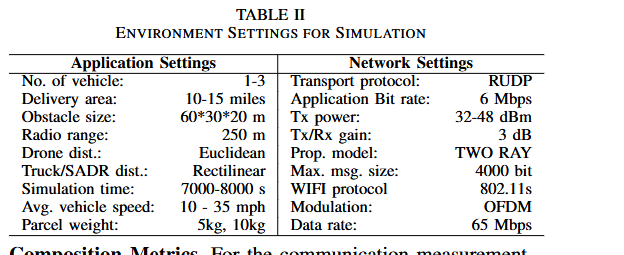 TABLE II
ENVIRONMENT SETTINGS FOR SIMULATION
Application Settings Network Settings
No. of vehicle: 1-3 Transport protocol: RUDP
Delivery area: 10-15 miles Application Bit rate: 6 Mbps
Obstacle size: 60*30*20 m Tx power: 32-48 dBm
Radio range: 250 m Tx/Rx gain: 3 dB
Drone dist.: Euclidean Prop. model: TWO RAY
Truck/SADR dist.: Rectilinear Max. msg. size: 4000 bit
Simulation time: 7000-8000 s WIFI protocol 802.11s
Avg. vehicle speed: 10 - 35 mph Modulation: OFDM
Parcel weight: 5kg, 10kg Data rate: 65 Mbps
Composition Metrics. For the communication measurement